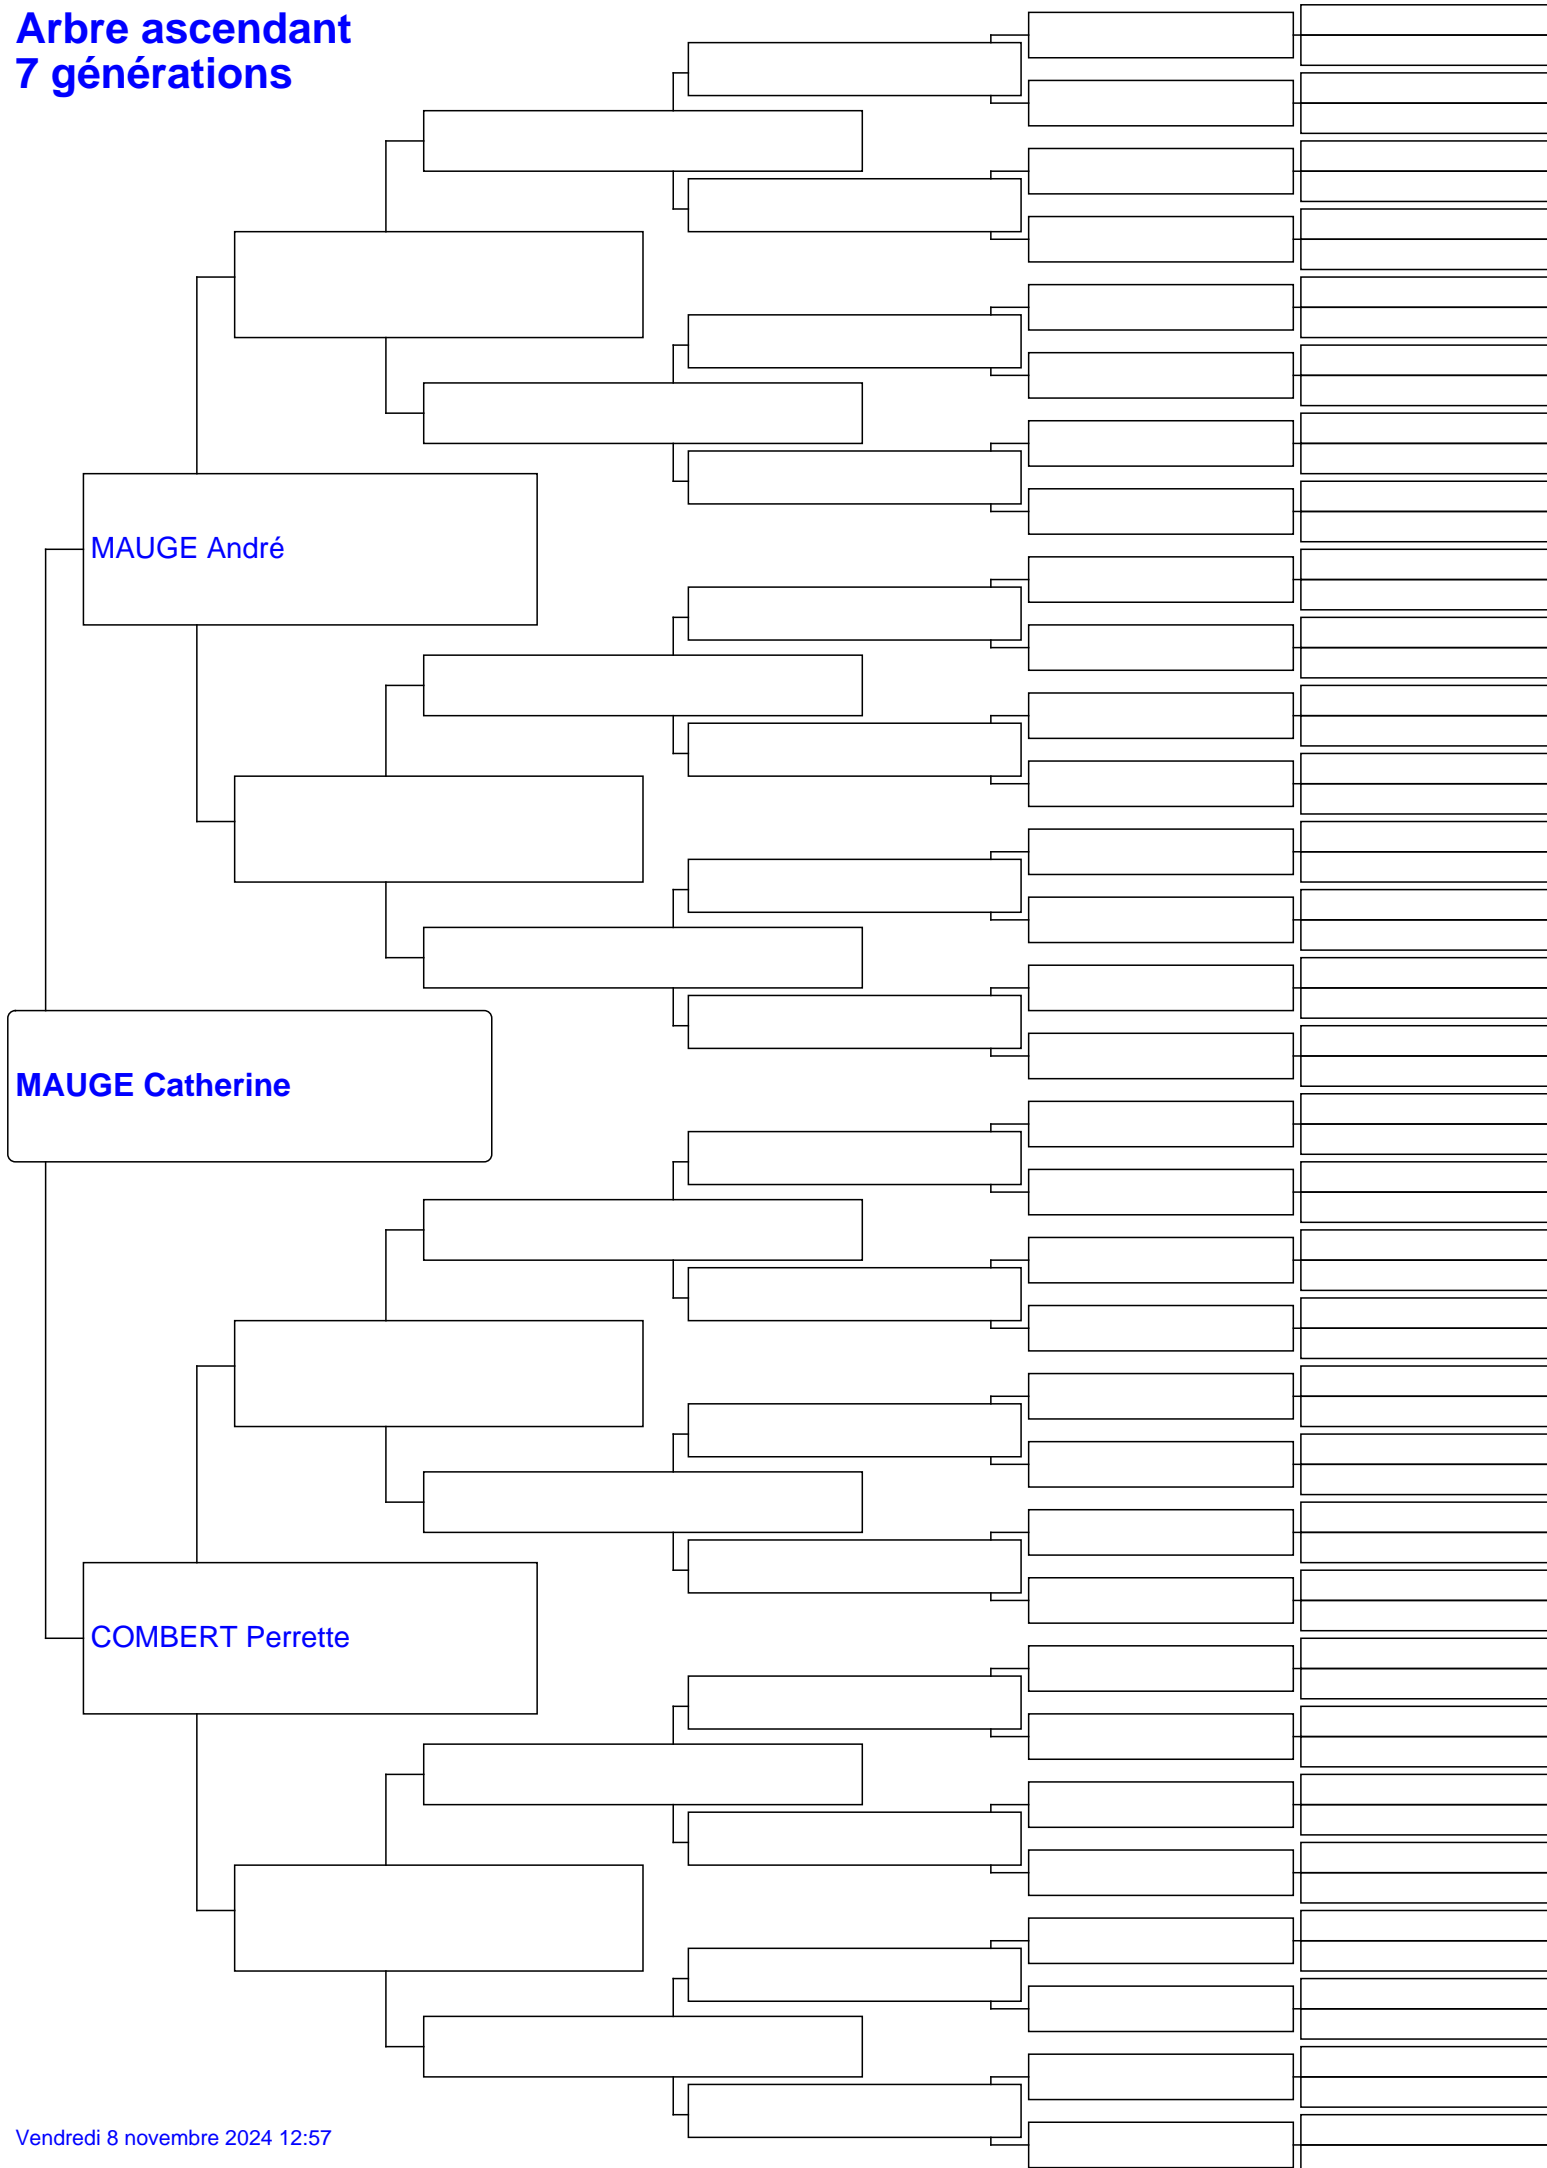 Arbre ascendant
7 générations
MAUGE André
MAUGE Catherine
COMBERT Perrette
Vendredi 8 novembre 2024 12:57